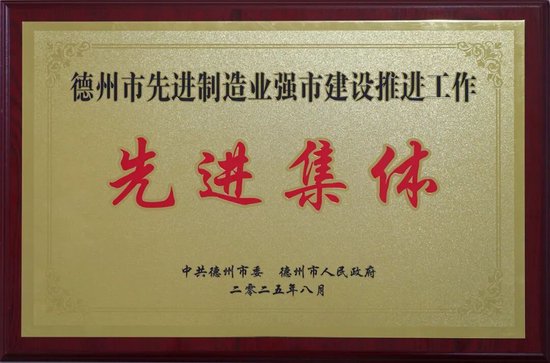 德州市先进制造业强市建设推进工作
先进集体
中共德州市委 德州市人民政府
二零二五年八月